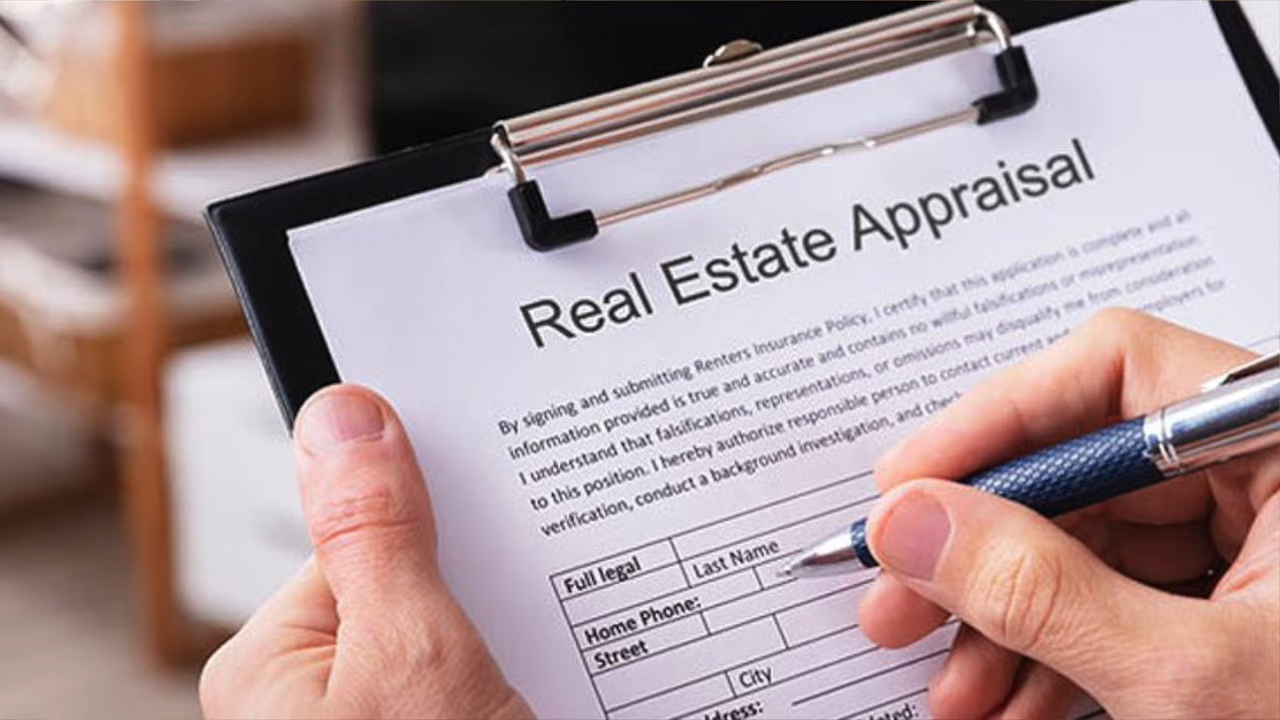 Real Estate Appraisal
By signing and submitting Renters Insurance Policy, I certify that this application is complete and all
information provided is true and accurate and contains no willful falsifications or misrepresentation
I understand that falsifications, representations, or omissions may disqualify me from consideration
to this position. I hereby authorize responsible person to contact current employers for
verification, conduct a background investigation, and
Full legal
Last Name
Home Phone:
Street
City